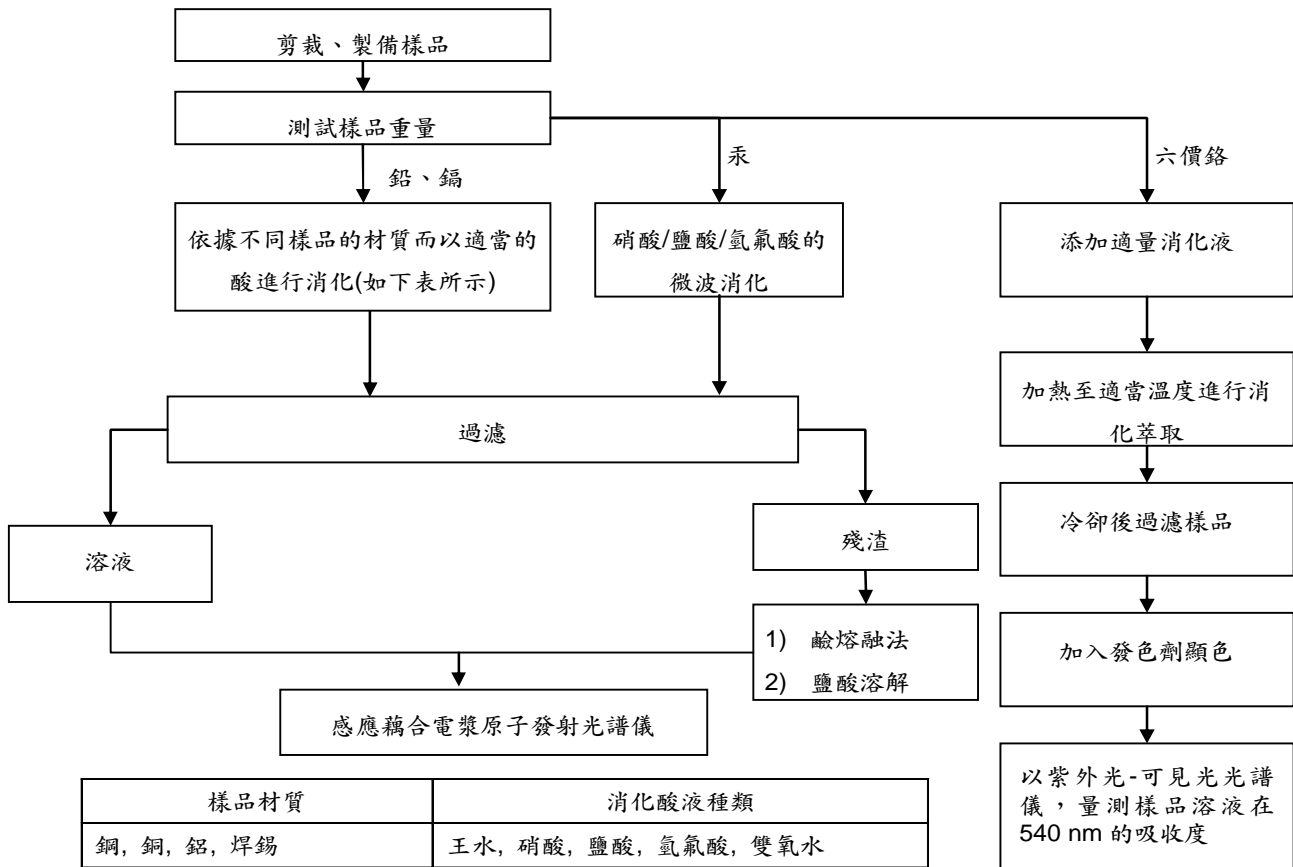 剪裁、製備樣品
測試樣品重量
鉛、鎘
汞
六價鉻
依據不同樣品的材質而以適當的
酸進行消化(如下表所示)
硝酸/鹽酸/氫氟酸的
微波消化
添加適量消化液
加熱至適當溫度進行消
化萃取
過濾
溶液
殘渣
冷卻後過濾樣品
1) 鹼熔融法
2) 鹽酸溶解
加入發色劑顯色
感應藕合電漿原子發射光譜儀
以紫外光-可見光光譜
儀，量測樣品溶液在
540 nm 的吸收度
樣品材質 消化酸液種類
鋼, 銅, 鋁, 焊錫 王水, 硝酸, 鹽酸, 氫氟酸, 雙氧水